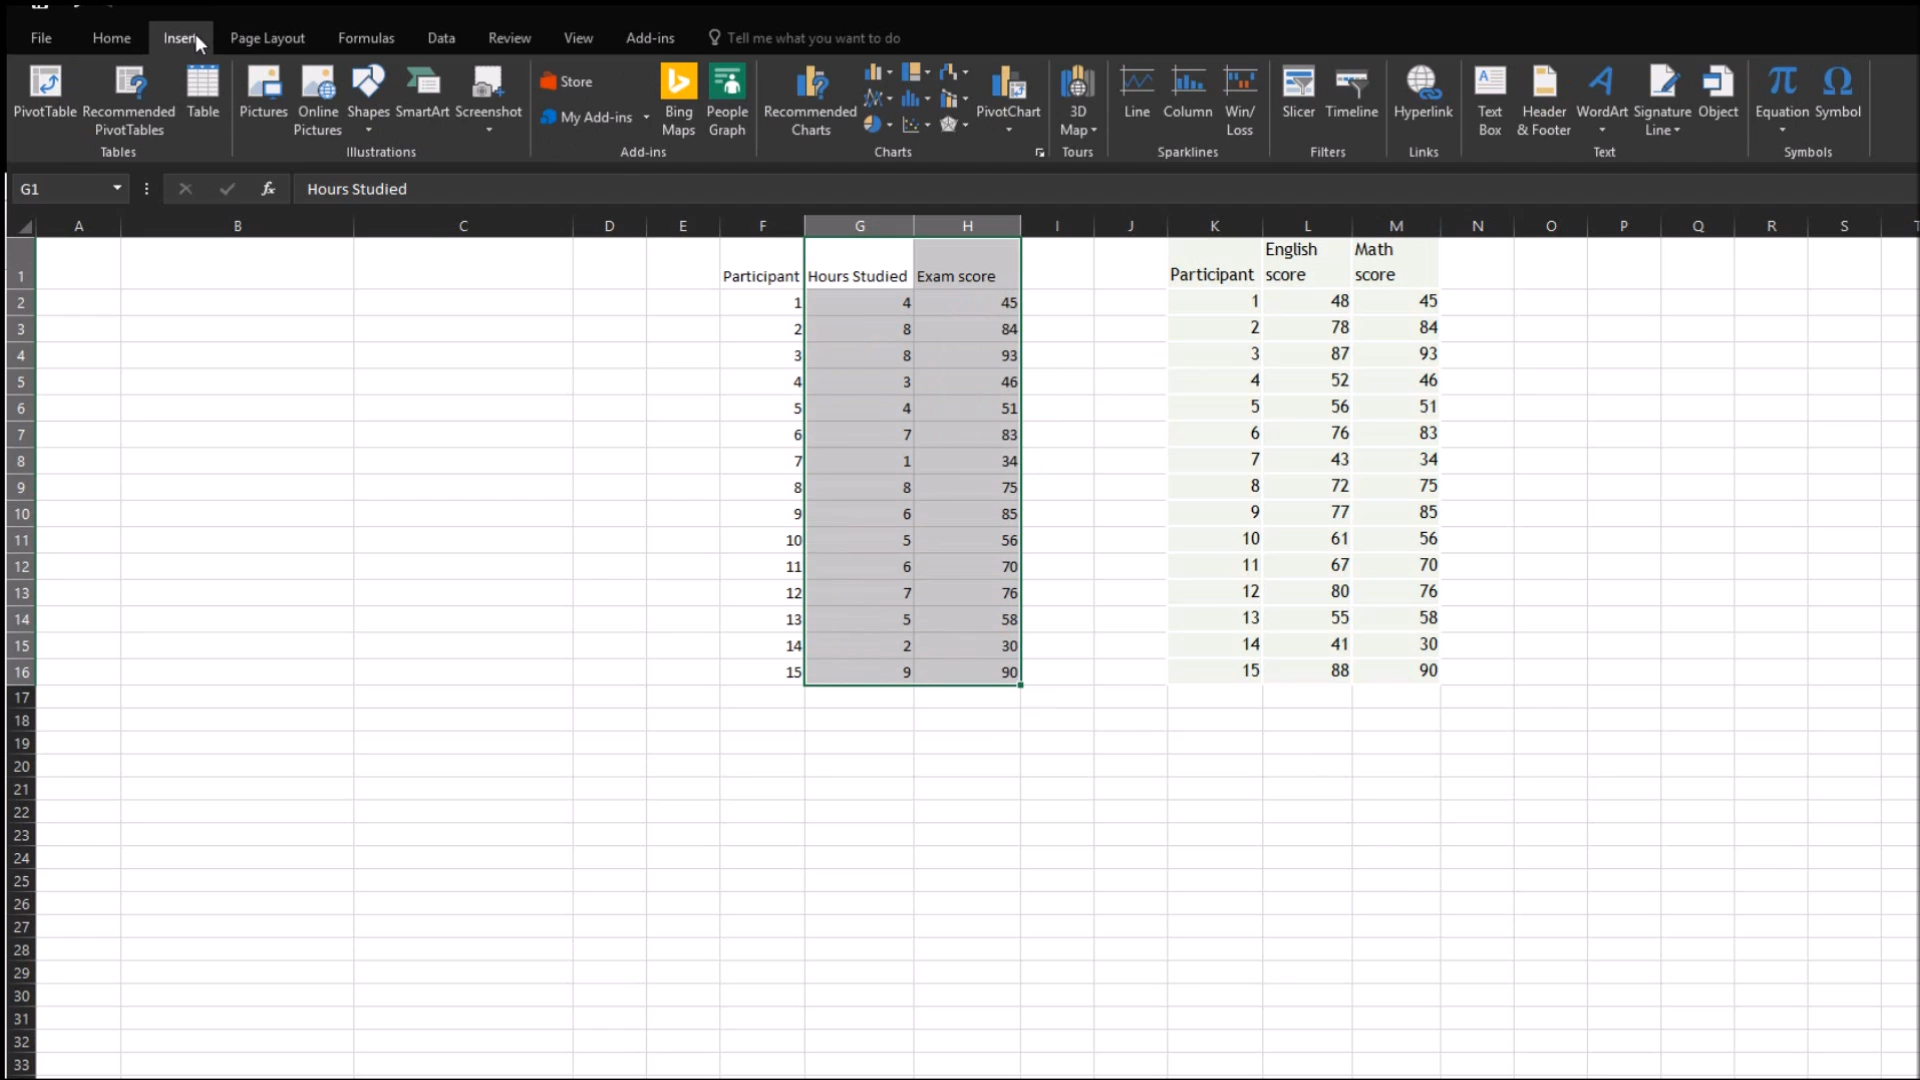 File Home Insert Page Layout Formulas Data Review View Add-ins Tell me what you want to do
PivotTable Recommended PivotTables Table
Tables
Pictures Online Pictures Shapes SmartArt Screenshot
Illustrations
Store
My Add-ins
Bing Maps People Graph
Add-ins
Recommended Charts PivotChart
Charts
3D Map
Tours
Line Column Win/Loss
Sparklines
Slicer Timeline
Filters
Hyperlink
Links
Text Box Header & Footer WordArt Signature Line Object
Text
Equation Symbol
Symbols
G1 fx Hours Studied
A B C D E F G H I J K L M N O P Q R S T
1 Participant Hours Studied Exam score Participant English score Math score
2 1 4 45 1 48 45
3 2 8 84 2 78 84
4 3 8 93 3 87 93
5 4 3 46 4 52 46
6 5 4 51 5 56 51
7 6 7 83 6 76 83
8 7 1 34 7 43 34
9 8 8 75 8 72 75
10 9 6 85 9 77 85
11 10 5 56 10 61 56
12 11 6 70 11 67 70
13 12 7 76 12 80 76
14 13 5 58 13 55 58
15 14 2 30 14 41 30
16 15 9 90 15 88 90
17
18
19
20
21
22
23
24
25
26
27
28
29
30
31
32
33